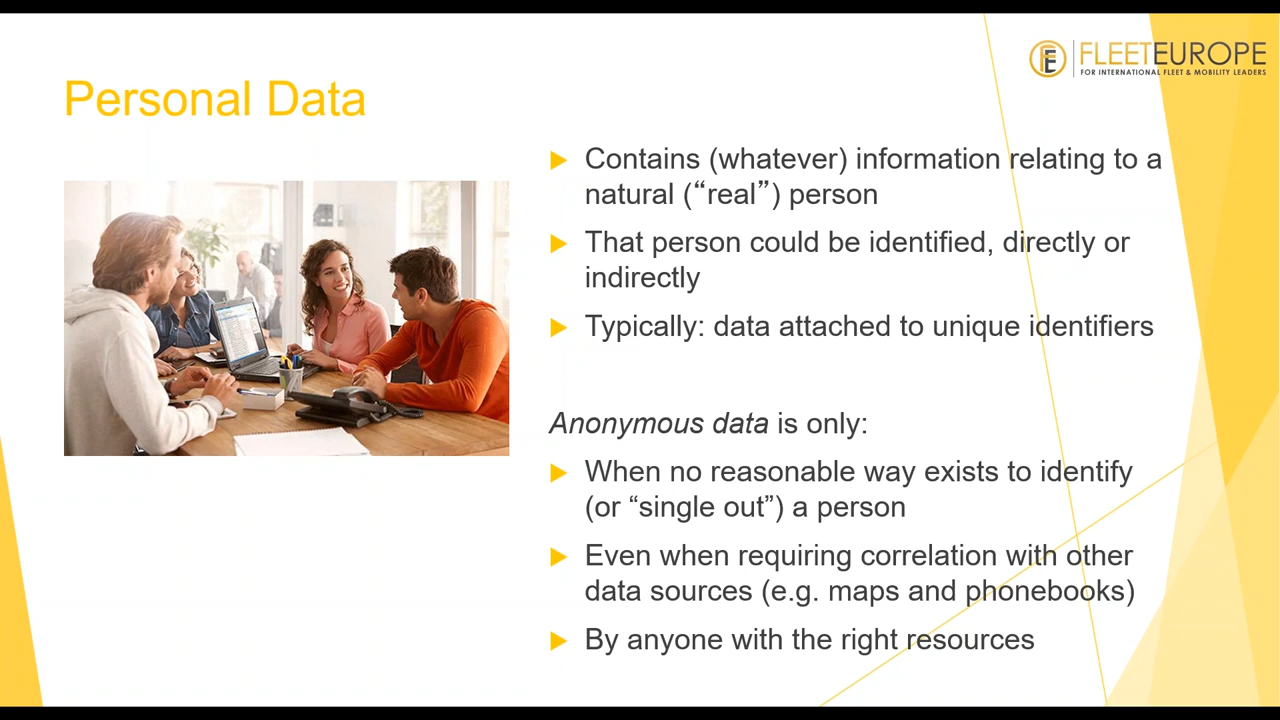 FLEETEUROPE
FOR INTERNATIONAL FLEET & MOBILITY LEADERS
Personal Data
Contains (whatever) information relating to a
natural (“real”) person
That person could be identified, directly or
indirectly
Typically: data attached to unique identifiers
Anonymous data is only:
When no reasonable way exists to identify
(or “single out”) a person
Even when requiring correlation with other
data sources (e.g. maps and phonebooks)
By anyone with the right resources